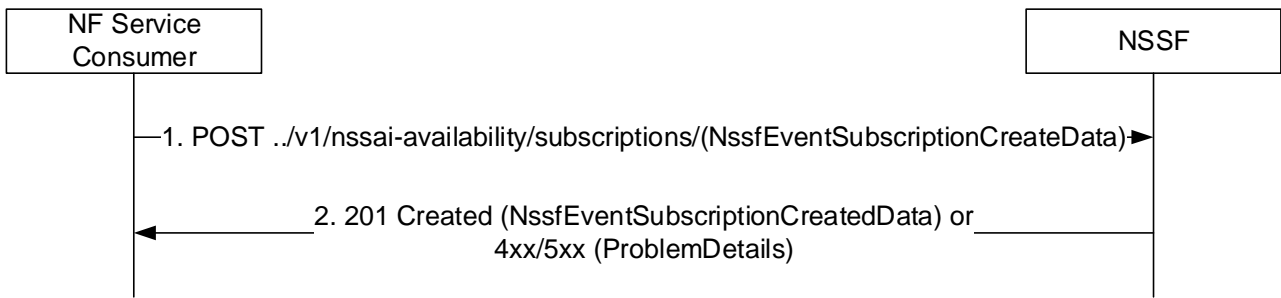 NF Service
Consumer
NSSF
1. POST ../v1/nssai-availability/subscriptions/(NssfEventSubscriptionCreateData)
2. 201 Created (NssfEventSubscriptionCreatedData) or
4xx/5xx (ProblemDetails)